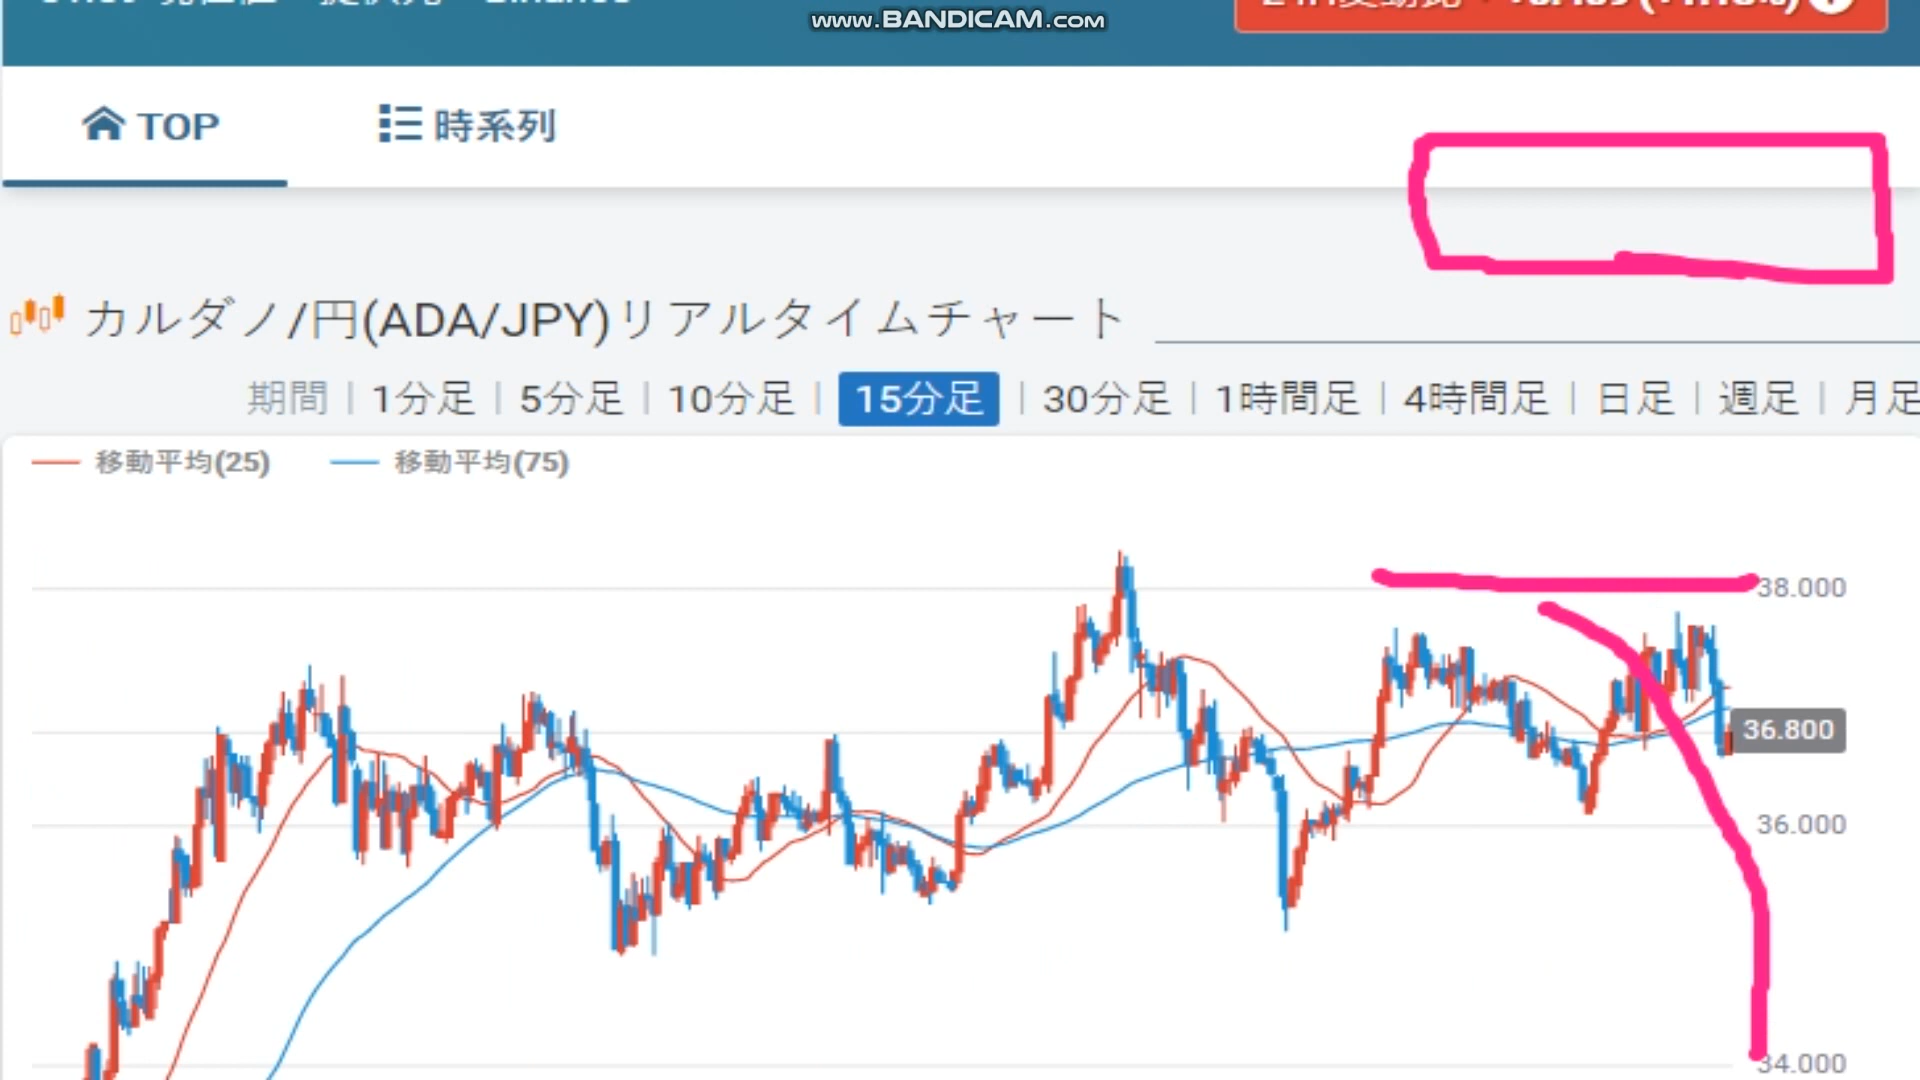 www.BANDICAM.com
TOP
時系列
カルダノ/円(ADA/JPY)リアルタイムチャート
期間 | 1分足 | 5分足 | 10分足 | 15分足 | 30分足 | 1時間足 | 4時間足 | 日足 | 週足 | 月足
移動平均(25) 移動平均(75)
38.000
36.800
36.000
34.000